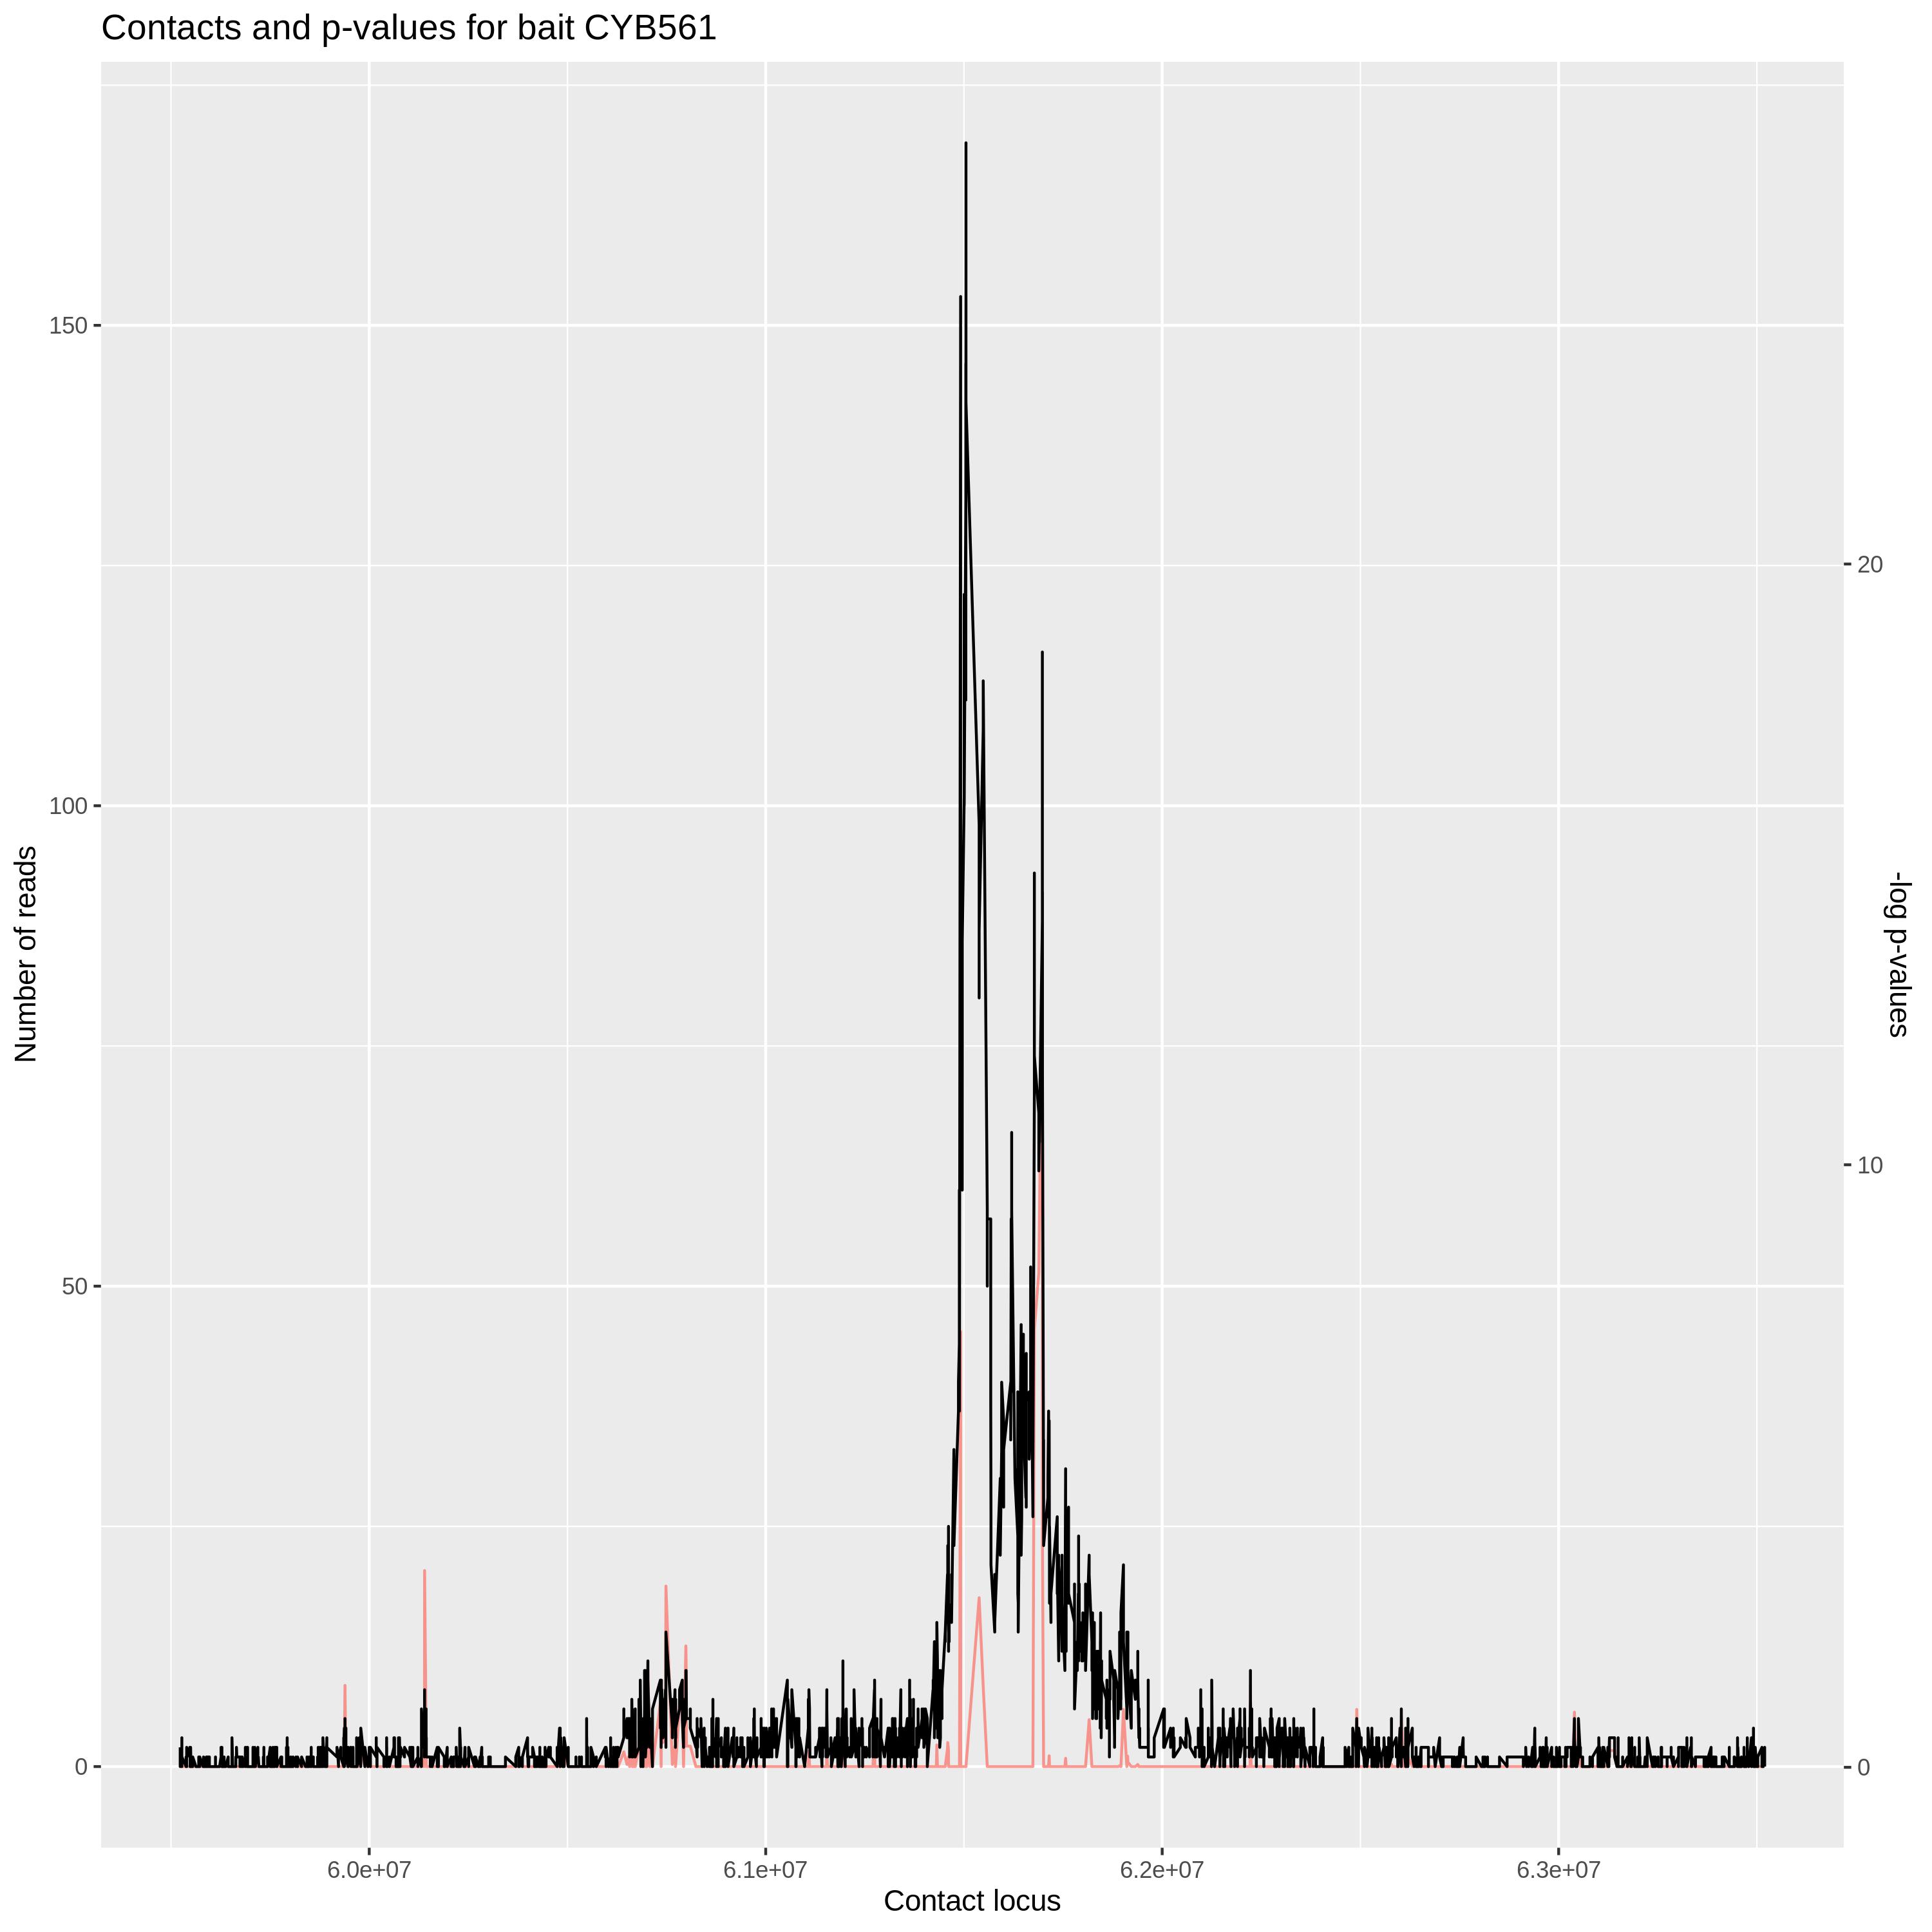 Contacts and p-values for bait CYB561
Number of reads
150
100
50
0
20
10
0
-log p-values
6.0e+07
6.1e+07
6.2e+07
6.3e+07
Contact locus